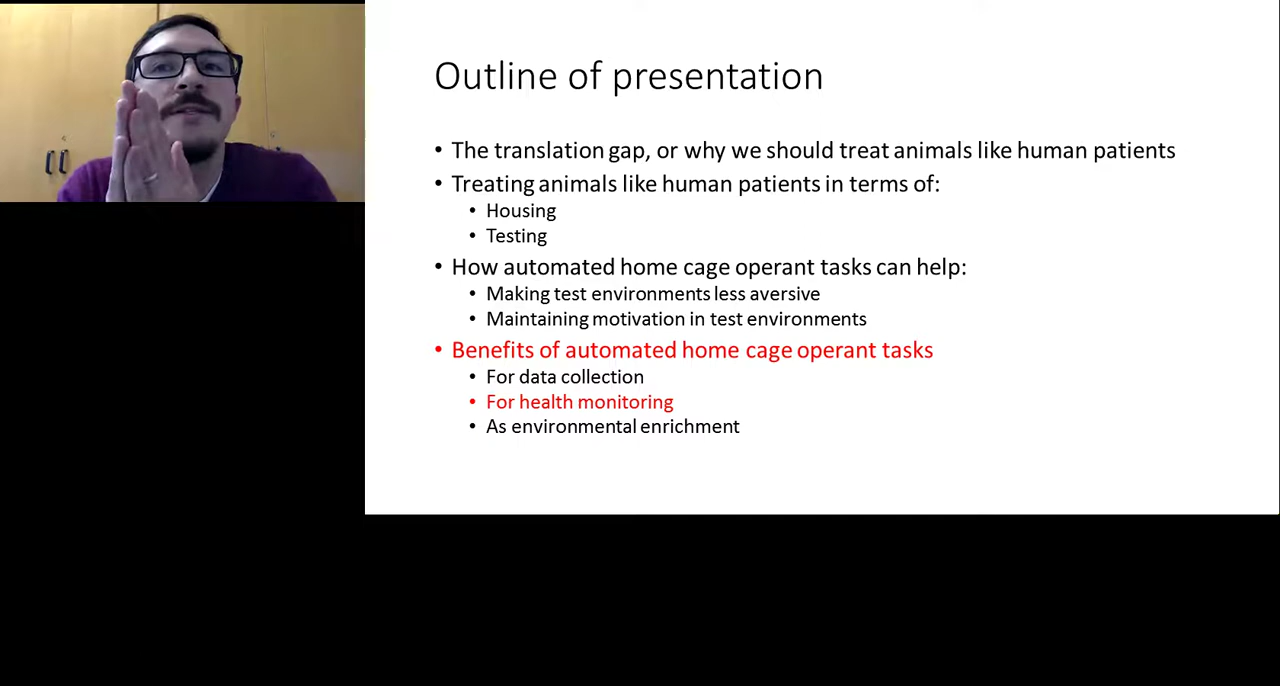 Outline of presentation
• The translation gap, or why we should treat animals like human patients
• Treating animals like human patients in terms of:
• Housing
• Testing
• How automated home cage operant tasks can help:
• Making test environments less aversive
• Maintaining motivation in test environments
• Benefits of automated home cage operant tasks
• For data collection
• For health monitoring
• As environmental enrichment